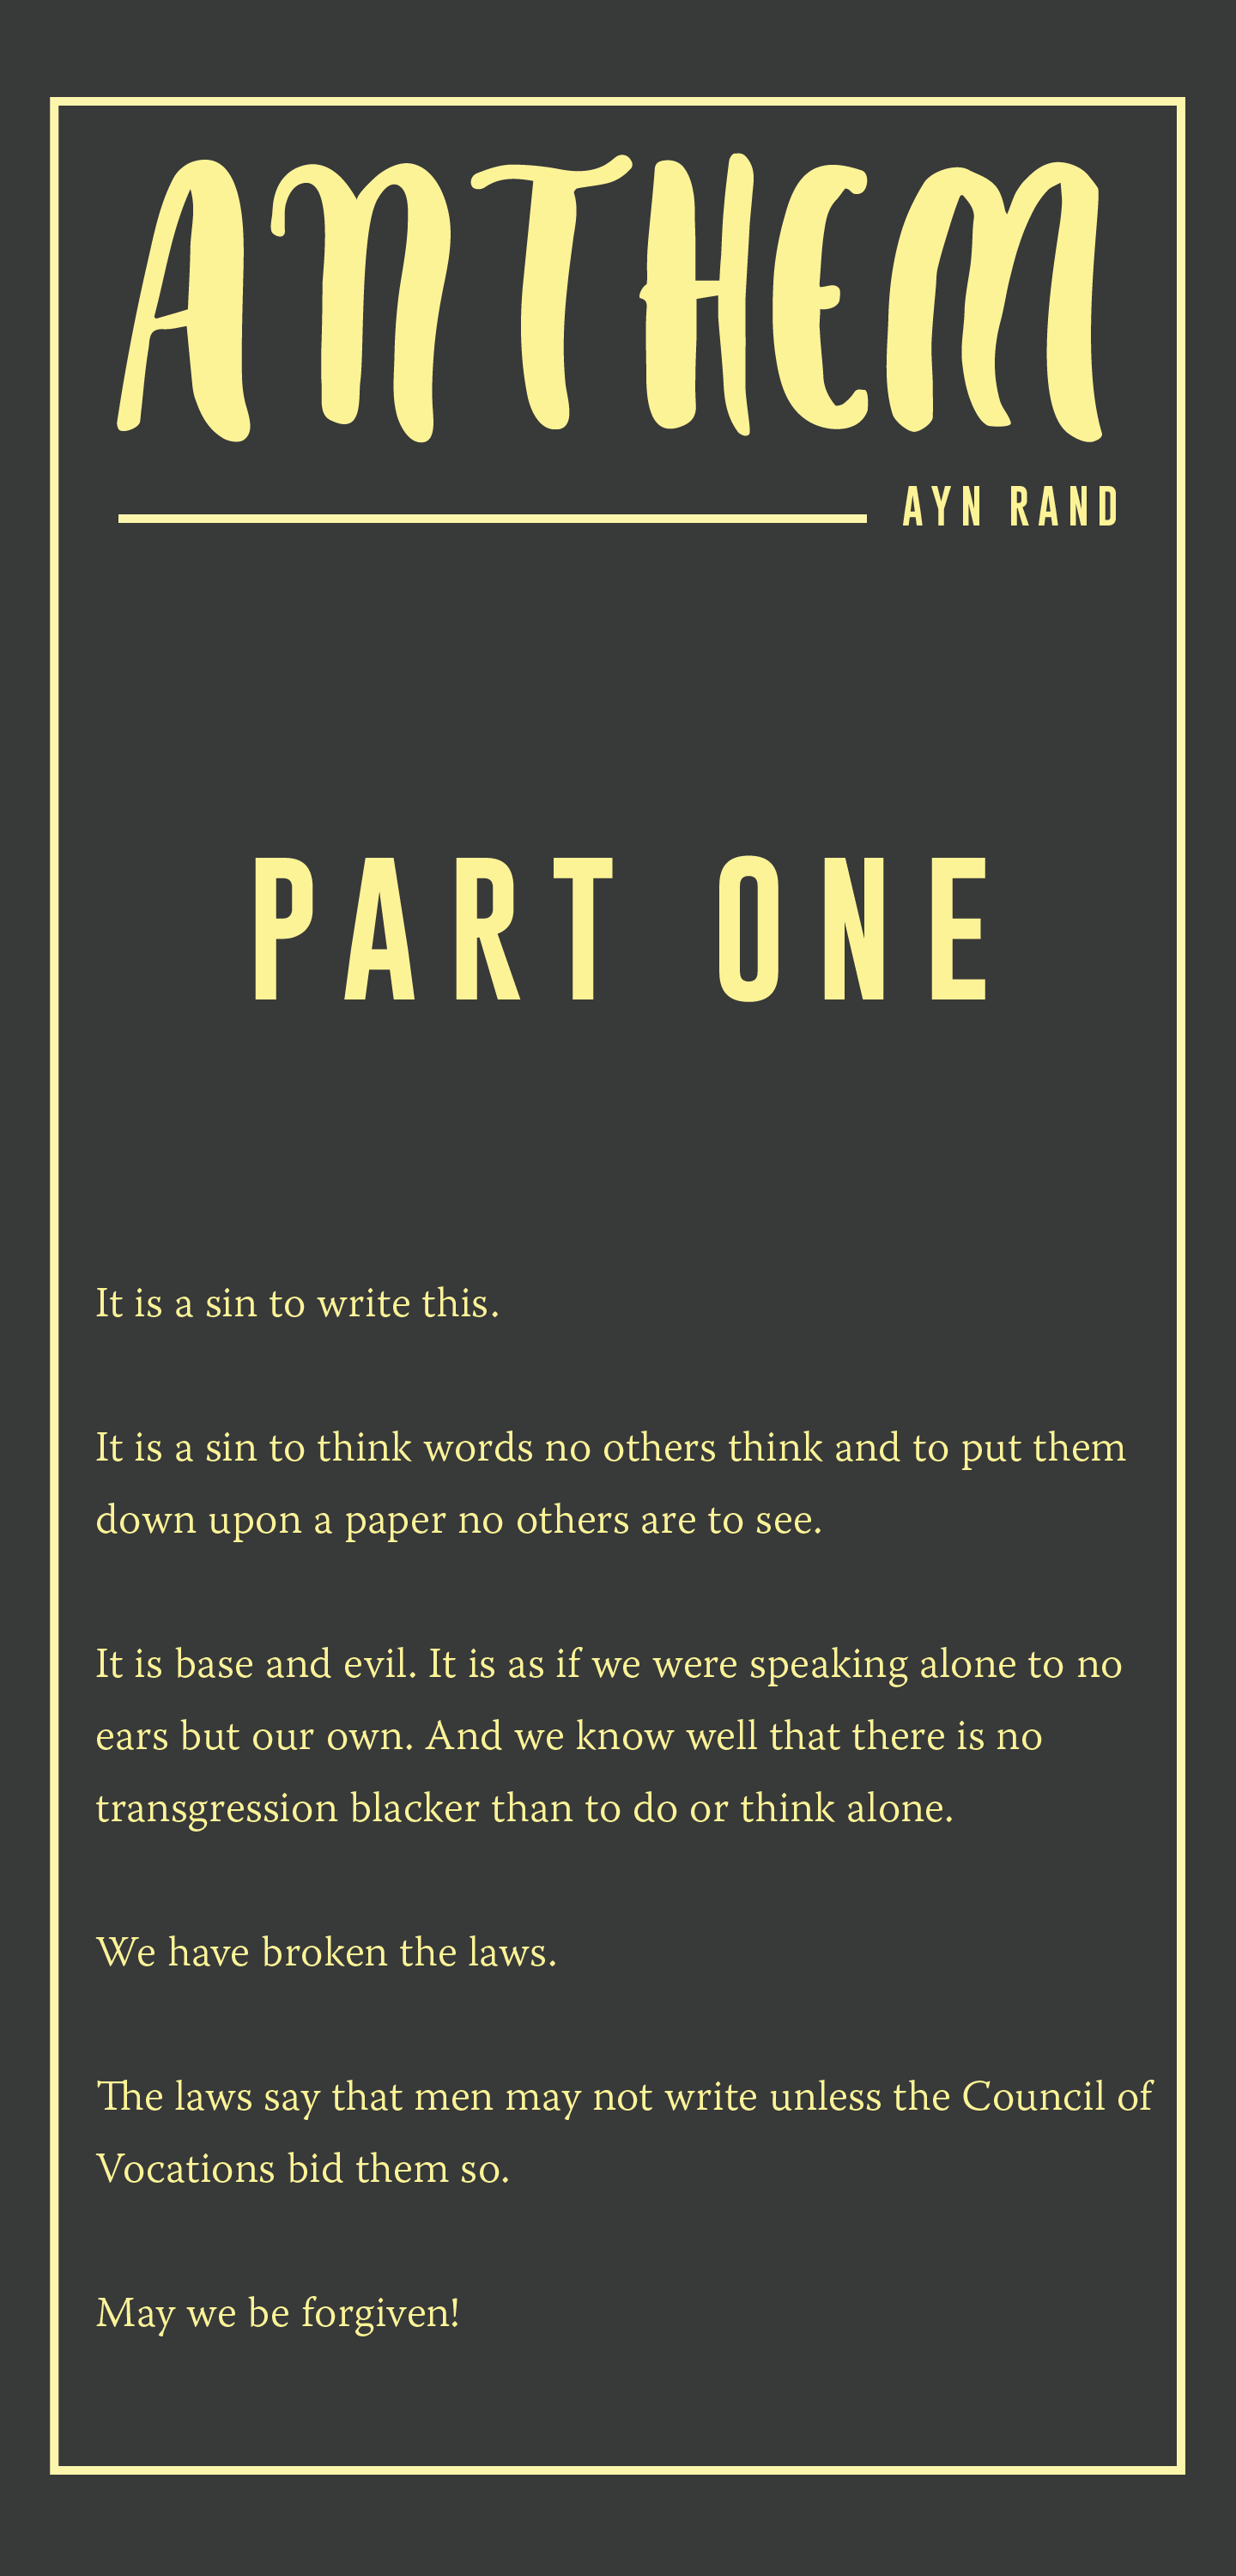 ANTHEM
AYN RAND
PART ONE
It is a sin to write this.
It is a sin to think words no others think and to put them
down upon a paper no others are to see.
It is base and evil. It is as if we were speaking alone to no
ears but our own. And we know well that there is no
transgression blacker than to do or think alone.
We have broken the laws.
The laws say that men may not write unless the Council of
Vocations bid them so.
May we be forgiven!